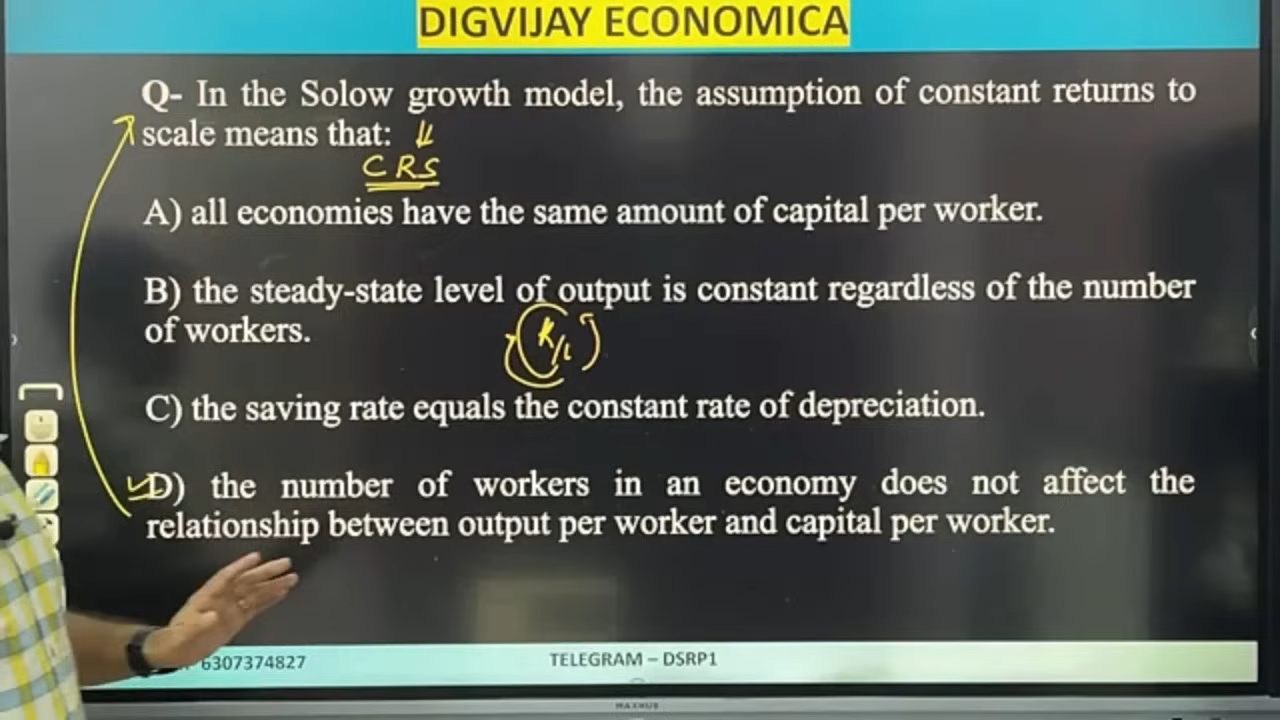 DIGVIJAY ECONOMICA
Q- In the Solow growth model, the assumption of constant returns to
scale means that:
CRS
A) all economies have the same amount of capital per worker.
B) the steady-state level of output is constant regardless of the number
of workers.
K/L
C) the saving rate equals the constant rate of depreciation.
D) the number of workers in an economy does not affect the
relationship between output per worker and capital per worker.
6307374827
TELEGRAM – DSRP1
MAXHUB